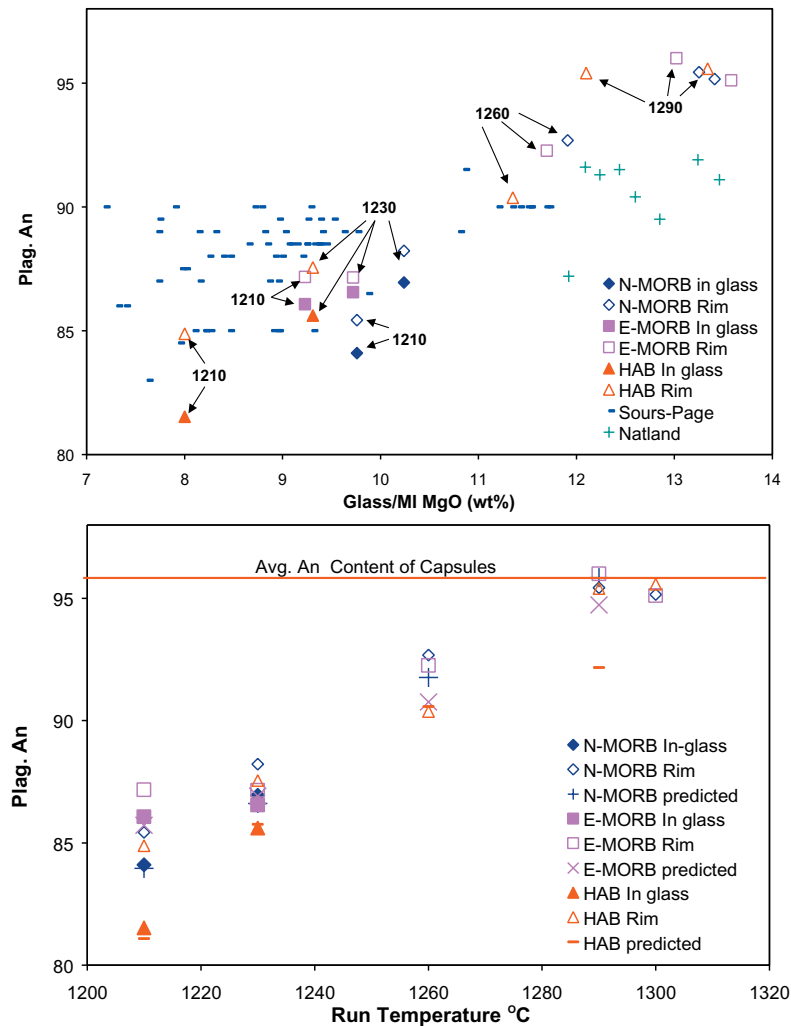 95
90
85
80
Plag. An
1290
1260
1230
1210
1210
1210
N-MORB in glass
N-MORB Rim
E-MORB In glass
E-MORB Rim
HAB In glass
HAB Rim
Sours-Page
Natland
7 8 9 10 11 12 13 14
Glass/MI MgO (wt%)
Avg. An Content of Capsules
95
90
85
80
Plag. An
N-MORB In-glass
N-MORB Rim
N-MORB predicted
E-MORB In glass
E-MORB Rim
E-MORB predicted
HAB In glass
HAB Rim
HAB predicted
1200 1220 1240 1260 1280 1300 1320
Run Temperature °C